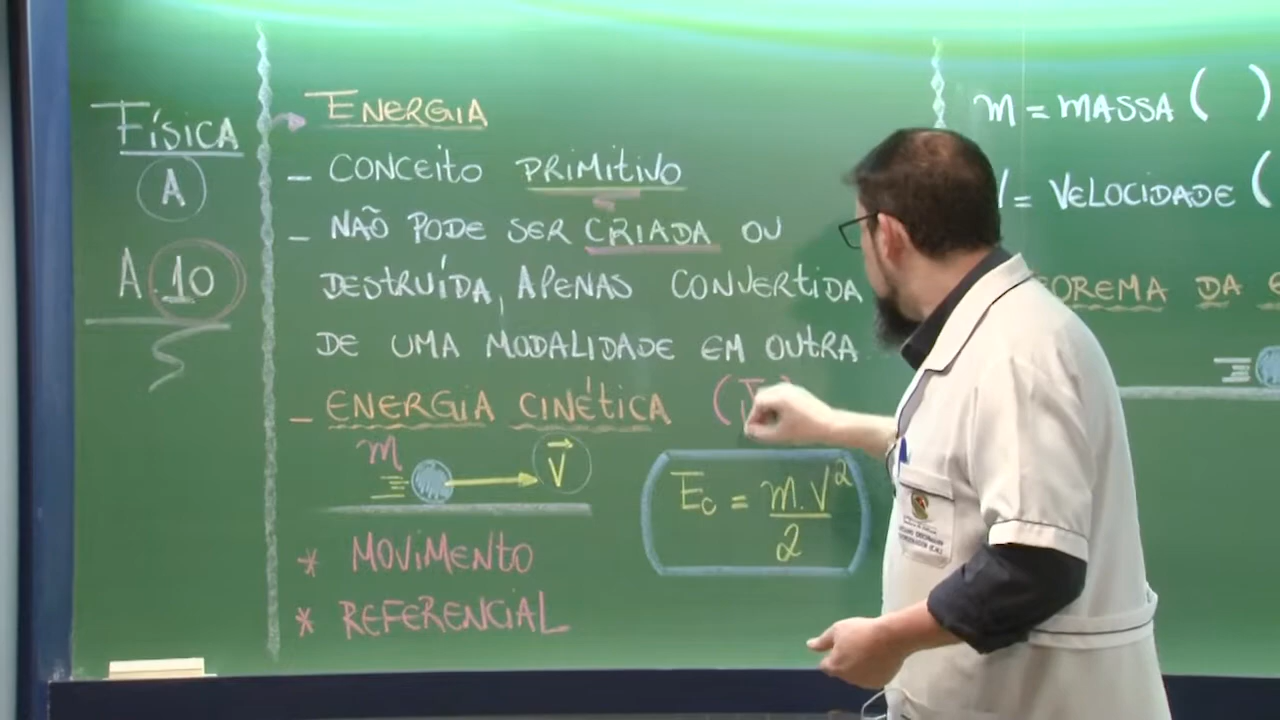 FÍSICA
A
A.10
ENERGIA
- CONCEITO PRIMITIVO
- NÃO PODE SER CRIADA OU
DESTRUÍDA, APENAS CONVERTIDA
DE UMA MODALIDADE EM OUTRA.
- ENERGIA CINÉTICA (
m
V
Ec = m.V²/2
* MOVIMENTO
* REFERENCIAL
m = MASSA ( )
= VELOCIDADE (
DA